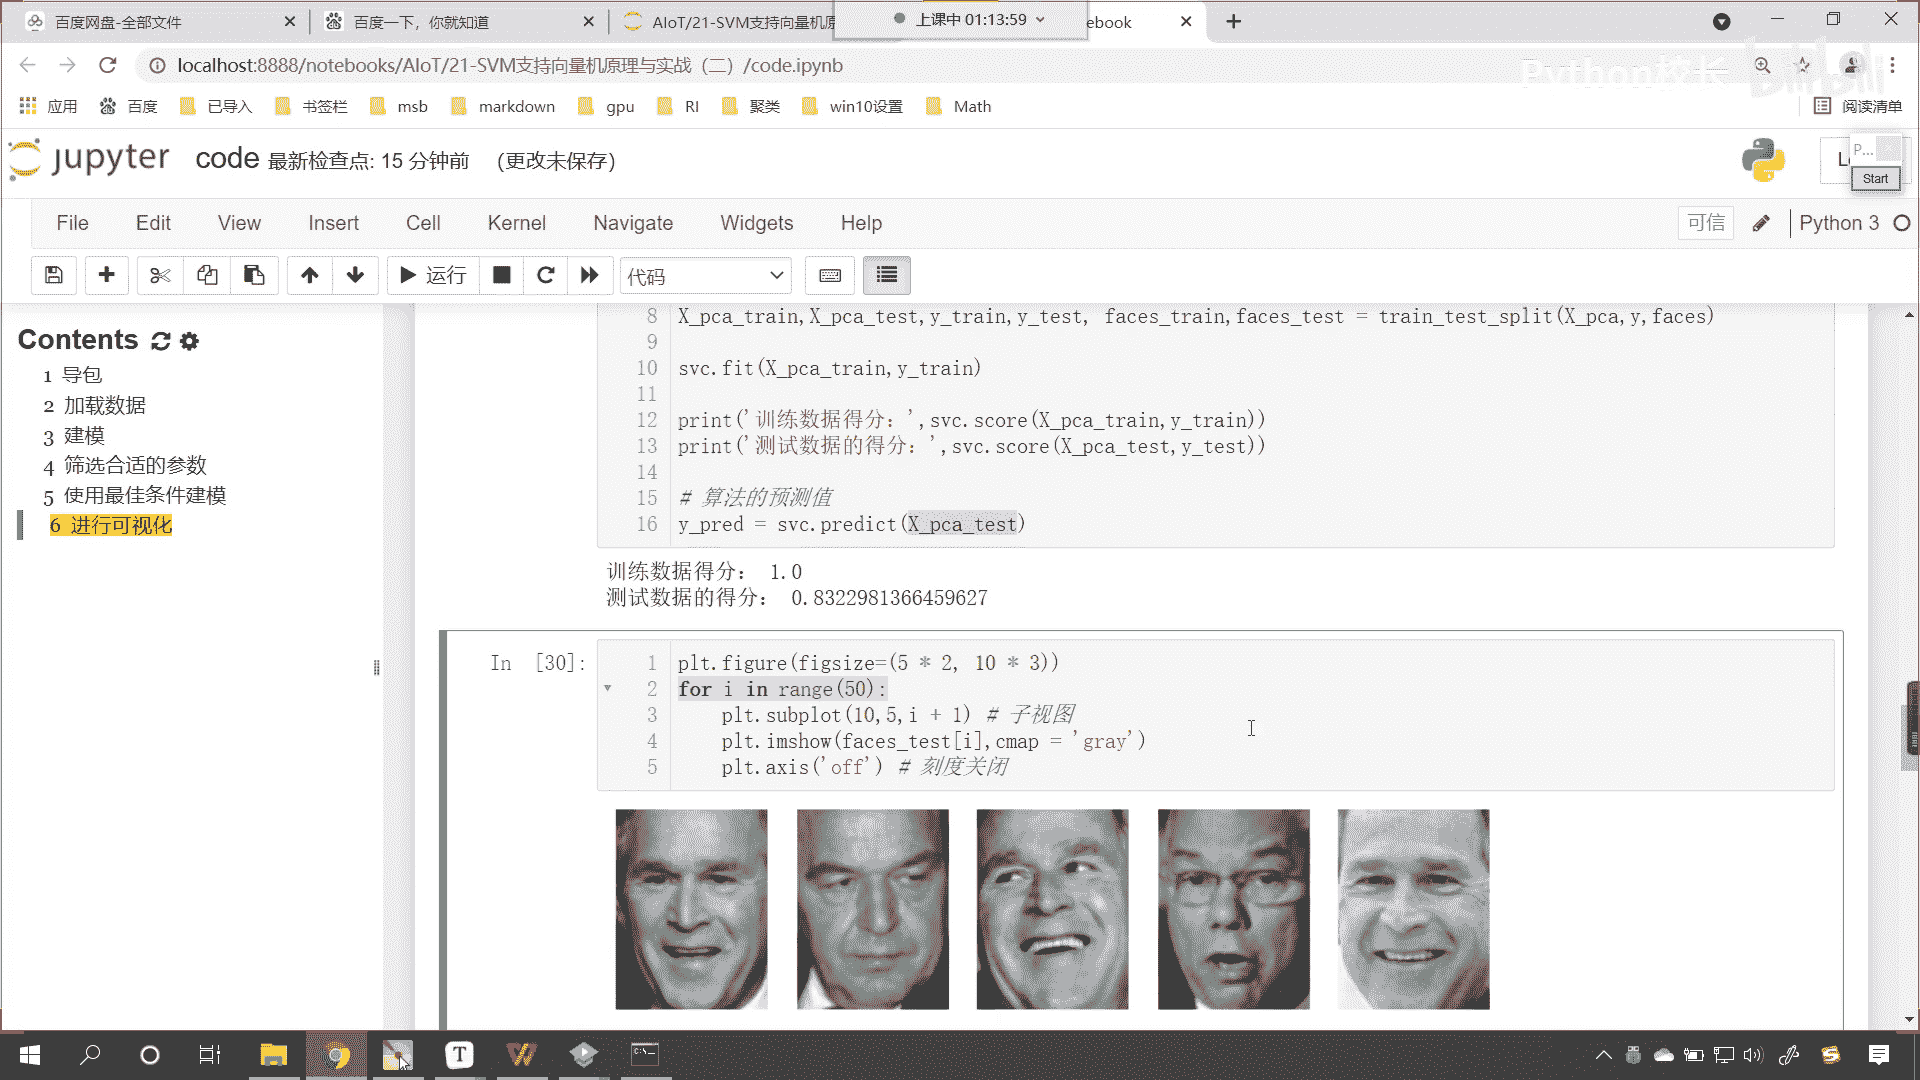 百度网盘-全部文件
百度一下，你就知道
AIoT/21-SVM支持向量机原
上课中 01:13:59
ebook
localhost:8888/notebooks/AIoT/21-SVM支持向量机原理与实战（二）/code.ipynb
Python校长
bilibili
应用
百度
已导入
书签栏
msb
markdown
gpu
RI
聚类
win10设置
Math
阅读清单
jupyter
code 最新检查点: 15 分钟前 (更改未保存)
P...
Start
File Edit View Insert Cell Kernel Navigate Widgets Help
可信
Python 3
运行
代码
Contents
1 导包
2 加载数据
3 建模
4 筛选合适的参数
5 使用最佳条件建模
6 进行可视化
8 X_pca_train,X_pca_test,y_train,y_test, faces_train,faces_test = train_test_split(X_pca,y,faces)
9
10 svc.fit(X_pca_train,y_train)
11
12 print('训练数据得分：',svc.score(X_pca_train,y_train))
13 print('测试数据的得分：',svc.score(X_pca_test,y_test))
14
15 # 算法的预测值
16 y_pred = svc.predict(X_pca_test)
训练数据得分： 1.0
测试数据的得分： 0.8322981366459627
In [30]:
1 plt.figure(figsize=(5 * 2, 10 * 3))
2 for i in range(50):
3 plt.subplot(10,5,i + 1) # 子视图
4 plt.imshow(faces_test[i],cmap = 'gray')
5 plt.axis('off') # 刻度关闭